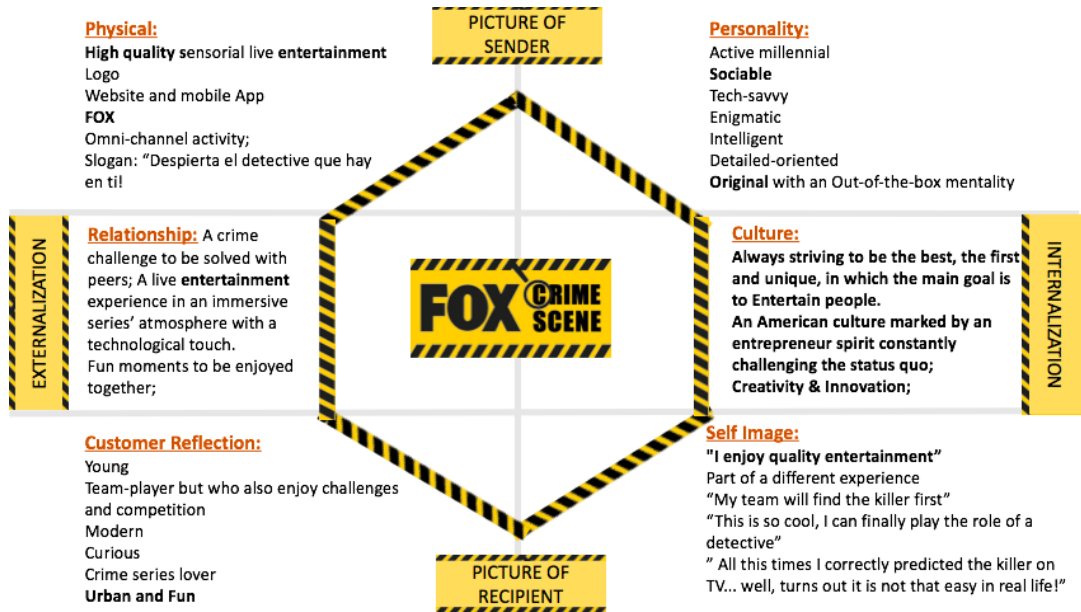 PICTURE OF
SENDER
Physical:
High quality sensorial live entertainment
Logo
Website and mobile App
FOX
Omni-channel activity;
Slogan: “Despierta el detective que hay
en ti!
Personality:
Active millennial
Sociable
Tech-savvy
Enigmatic
Intelligent
Detailed-oriented
Original with an Out-of-the-box mentality
EXTERNALIZATION
Relationship: A crime
challenge to be solved with
peers; A live entertainment
experience in an immersive
series’ atmosphere with a
technological touch.
Fun moments to be enjoyed
together;
FOX CRIME
SCENE
Culture:
Always striving to be the best, the first
and unique, in which the main goal is
to Entertain people.
An American culture marked by an
entrepreneur spirit constantly
challenging the status quo;
Creativity & Innovation;
INTERNALIZATION
Customer Reflection:
Young
Team-player but who also enjoy challenges
and competition
Modern
Curious
Crime series lover
Urban and Fun
Self Image:
"I enjoy quality entertainment”
Part of a different experience
“My team will find the killer first”
“This is so cool, I can finally play the role of a
detective”
” All this times I correctly predicted the killer on
TV... well, turns out it is not that easy in real life!”
PICTURE OF
RECIPIENT